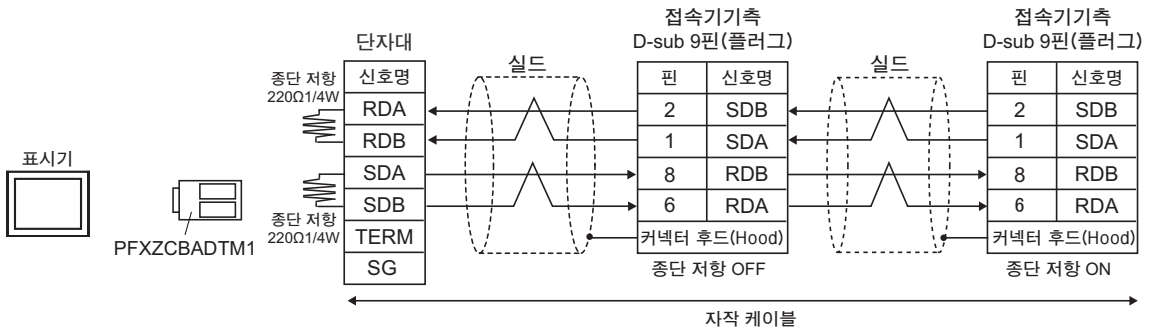 표시기
PFXZCBADTM1
종단 저항
220Ω1/4W
종단 저항
220Ω1/4W
단자대
신호명
RDA
RDB
SDA
SDB
TERM
SG
실드
접속기기측
D-sub 9핀(플러그)
핀 신호명
2 SDB
1 SDA
8 RDB
6 RDA
커넥터 후드(Hood)
종단 저항 OFF
실드
접속기기측
D-sub 9핀(플러그)
핀 신호명
2 SDB
1 SDA
8 RDB
6 RDA
커넥터 후드(Hood)
종단 저항 ON
자작 케이블